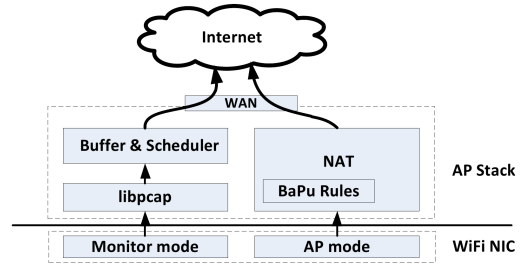 Internet
WAN
Buffer & Scheduler
NAT
BaPu Rules
libpcap
AP Stack
Monitor mode
AP mode
WiFi NIC